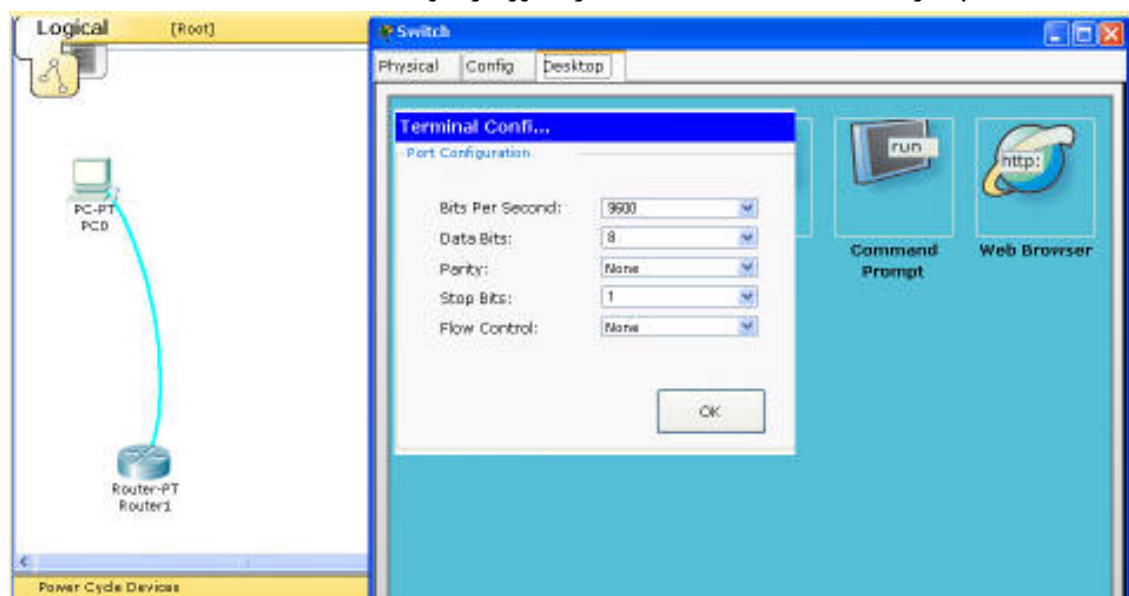 Logical [Root]
Switch
Physical Config Desktop
Terminal Confi...
Port Configuration
Bits Per Second: 9600
Data Bits: 8
Parity: None
Stop Bits: 1
Flow Control: None
OK
run
http:
Command Prompt
Web Browser
PC-PT
PC0
Router-PT
Router1
Power Cycle Devices